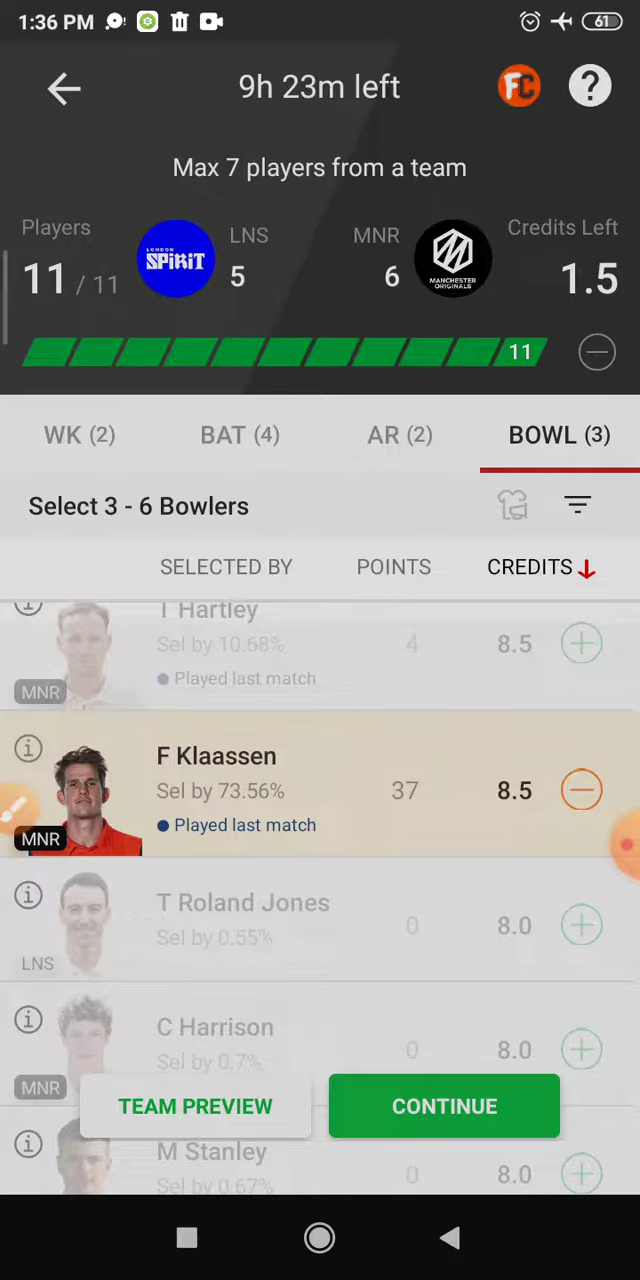 1:36 PM
61
9h 23m left
FC
?
Max 7 players from a team
Players
LNS
MNR
Credits Left
11 / 11
LONDON
SPIRIT
5
6
MANCHESTER
ORIGINALS
1.5
11
WK (2)
BAT (4)
AR (2)
BOWL (3)
Select 3 - 6 Bowlers
SELECTED BY
POINTS
CREDITS
T Hartley
Sel by 10.68%
4
8.5
Played last match
MNR
F Klaassen
Sel by 73.56%
37
8.5
Played last match
MNR
T Roland Jones
Sel by 0.55%
0
8.0
LNS
C Harrison
Sel by 0.7%
0
8.0
MNR
TEAM PREVIEW
CONTINUE
M Stanley
Sel by 0.67%
0
8.0